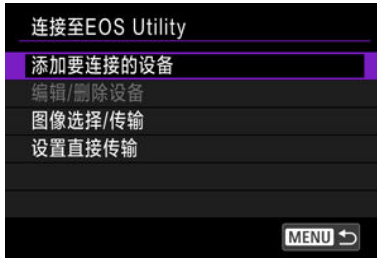 连接至EOS Utility
添加要连接的设备
编辑/删除设备
图像选择/传输
设置直接传输
MENU